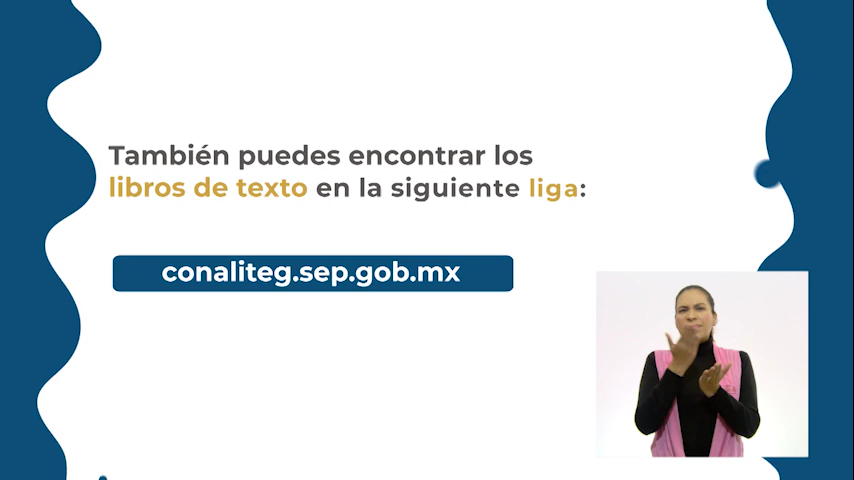 También puedes encontrar los
libros de texto en la siguiente liga:
conaliteg.sep.gob.mx